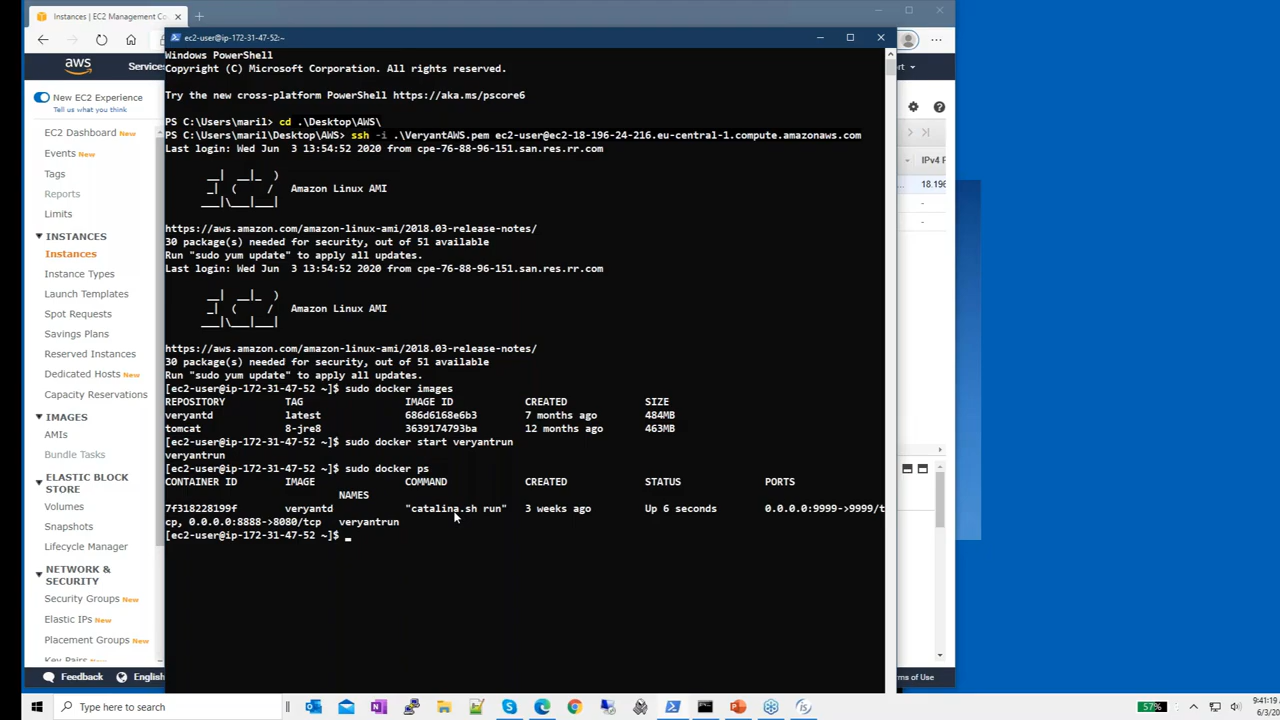 Instances | EC2 Management Co
ec2-user@ip-172-31-47-52:~
aws
Service
New EC2 Experience
Tell us what you think
EC2 Dashboard New
Events New
Tags
Reports
Limits
INSTANCES
Instances
Instance Types
Launch Templates
Spot Requests
Savings Plans
Reserved Instances
Dedicated Hosts New
Capacity Reservations
IMAGES
AMIs
Bundle Tasks
ELASTIC BLOCK
STORE
Volumes
Snapshots
Lifecycle Manager
NETWORK &
SECURITY
Security Groups New
Elastic IPs New
Placement Groups New
Key Pairs New
Feedback
English
Windows PowerShell
Copyright (C) Microsoft Corporation. All rights reserved.
Try the new cross-platform PowerShell https://aka.ms/pscore6
PS C:\Users\maril> cd .\Desktop\AWS\
PS C:\Users\maril\Desktop\AWS> ssh -i .\VeryantAWS.pem ec2-user@ec2-18-196-24-216.eu-central-1.compute.amazonaws.com
Last login: Wed Jun  3 13:54:52 2020 from cpe-76-88-96-151.san.res.rr.com
__|  __|_  )
_|  (     /   Amazon Linux AMI
___|\___|___|
https://aws.amazon.com/amazon-linux-ami/2018.03-release-notes/
30 package(s) needed for security, out of 51 available
Run "sudo yum update" to apply all updates.
Last login: Wed Jun  3 13:54:52 2020 from cpe-76-88-96-151.san.res.rr.com
__|  __|_  )
_|  (     /   Amazon Linux AMI
___|\___|___|
https://aws.amazon.com/amazon-linux-ami/2018.03-release-notes/
30 package(s) needed for security, out of 51 available
Run "sudo yum update" to apply all updates.
[ec2-user@ip-172-31-47-52 ~]$ sudo docker images
REPOSITORY TAG IMAGE ID CREATED SIZE
veryantd latest 686d6168e6b3 7 months ago 484MB
tomcat 8-jre8 3639174793ba 12 months ago 463MB
[ec2-user@ip-172-31-47-52 ~]$ sudo docker start veryantrun
veryantrun
[ec2-user@ip-172-31-47-52 ~]$ sudo docker ps
CONTAINER ID IMAGE COMMAND CREATED STATUS PORTS
NAMES
7f318228199f veryantd "catalina.sh run" 3 weeks ago Up 6 seconds 0.0.0.0:9999->9999/t
cp, 0.0.0.0:8888->8080/tcp veryantrun
[ec2-user@ip-172-31-47-52 ~]$
IPv4 P
18.196
Terms of Use
Type here to search
57%
9:41:19
6/3/20